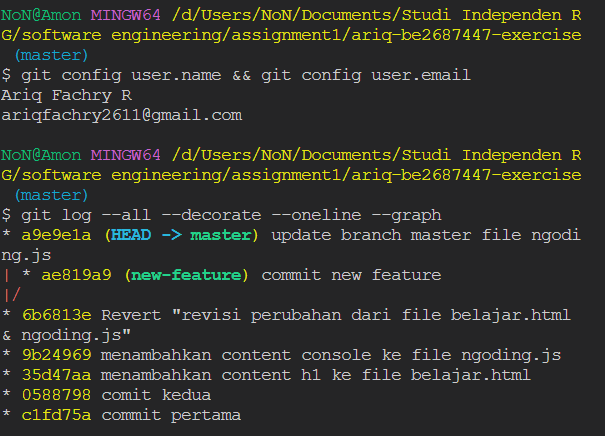 NoN@Amon MINGW64 /d/Users/NoN/Documents/Studi Independen R
G/software engineering/assignment1/ariq-be2687447-exercise
(master)
$ git config user.name && git config user.email
Ariq Fachry R
ariqfachry2611@gmail.com
NoN@Amon MINGW64 /d/Users/NoN/Documents/Studi Independen R
G/software engineering/assignment1/ariq-be2687447-exercise
(master)
$ git log --all --decorate --oneline --graph
* a9e9e1a (HEAD -> master) update branch master file ngodi
ng.js
| * ae819a9 (new-feature) commit new feature
|/
* 6b6813e Revert "revisi perubahan dari file belajar.html
& ngoding.js"
* 9b24969 menambahkan content console ke file ngoding.js
* 35d47aa menambahkan content h1 ke file belajar.html
* 0588798 comit kedua
* c1fd75a commit pertama